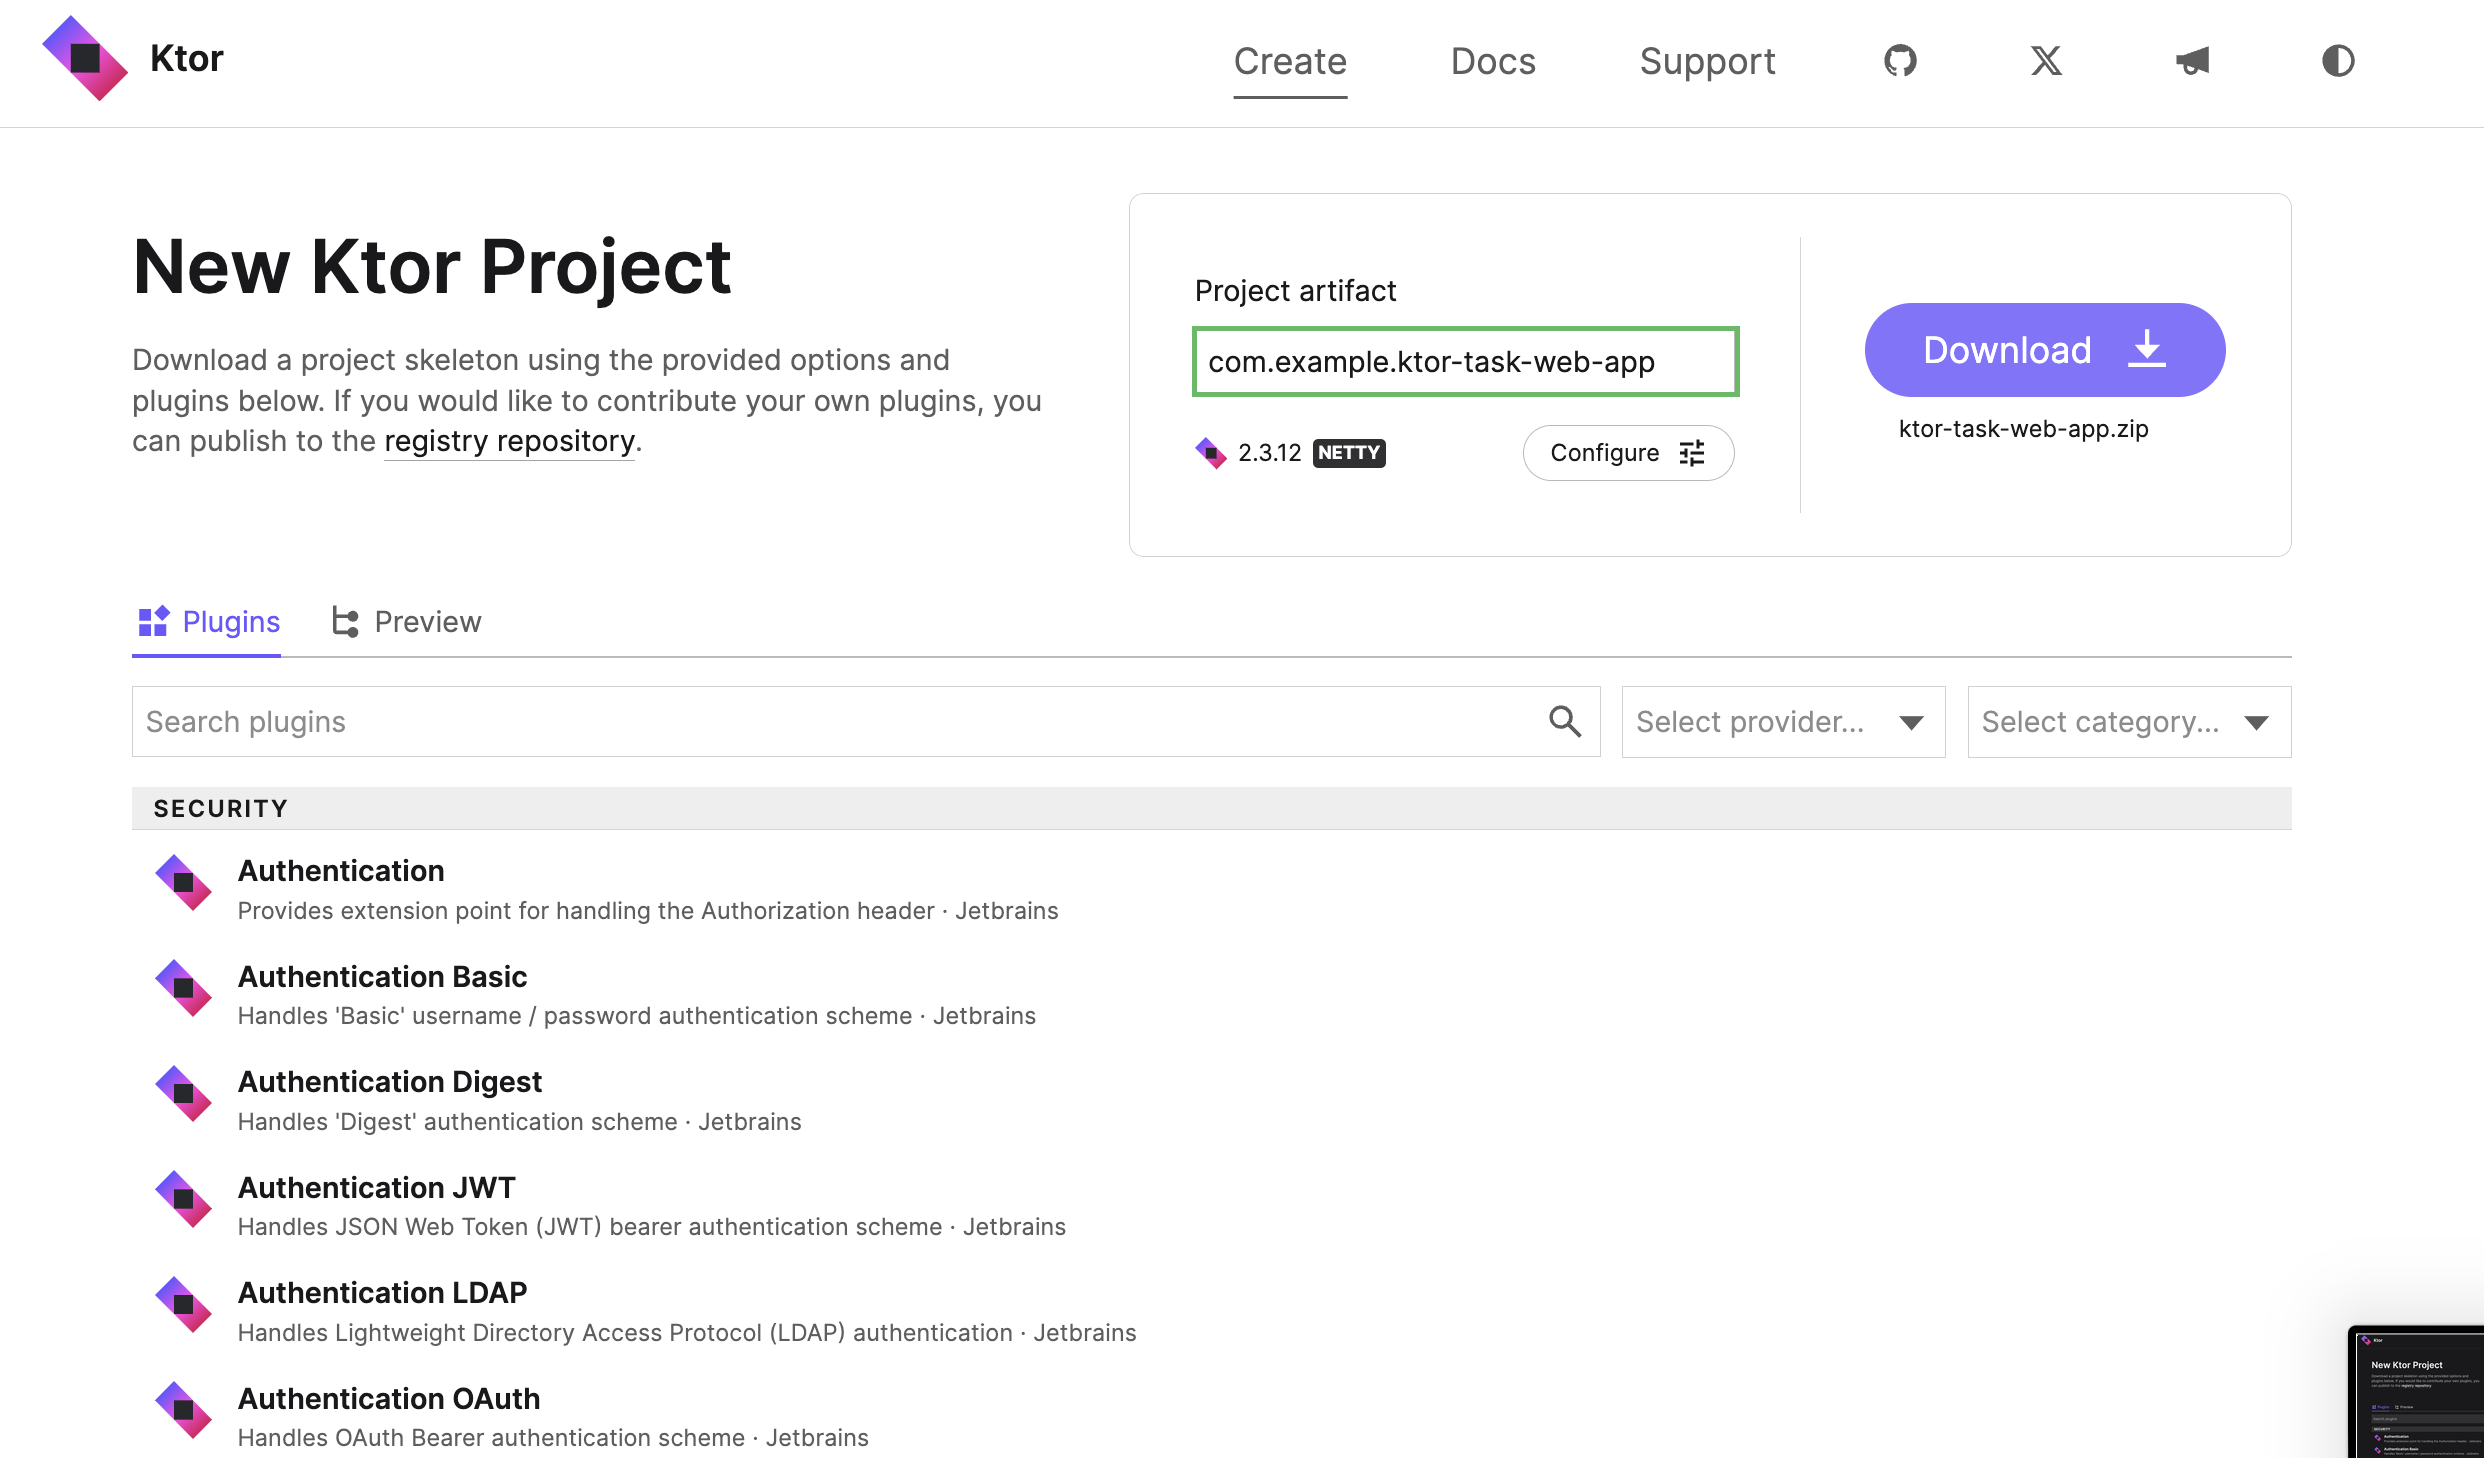 Ktor
Create
Docs
Support
New Ktor Project
Download a project skeleton using the provided options and
plugins below. If you would like to contribute your own plugins, you
can publish to the registry repository.
Project artifact
com.example.ktor-task-web-app
2.3.12 NETTY
Configure
Download
ktor-task-web-app.zip
Plugins
Preview
Search plugins
Select provider...
Select category...
SECURITY
Authentication
Provides extension point for handling the Authorization header · Jetbrains
Authentication Basic
Handles 'Basic' username / password authentication scheme · Jetbrains
Authentication Digest
Handles 'Digest' authentication scheme · Jetbrains
Authentication JWT
Handles JSON Web Token (JWT) bearer authentication scheme · Jetbrains
Authentication LDAP
Handles Lightweight Directory Access Protocol (LDAP) authentication · Jetbrains
Authentication OAuth
Handles OAuth Bearer authentication scheme · Jetbrains
Ktor
New Ktor Project